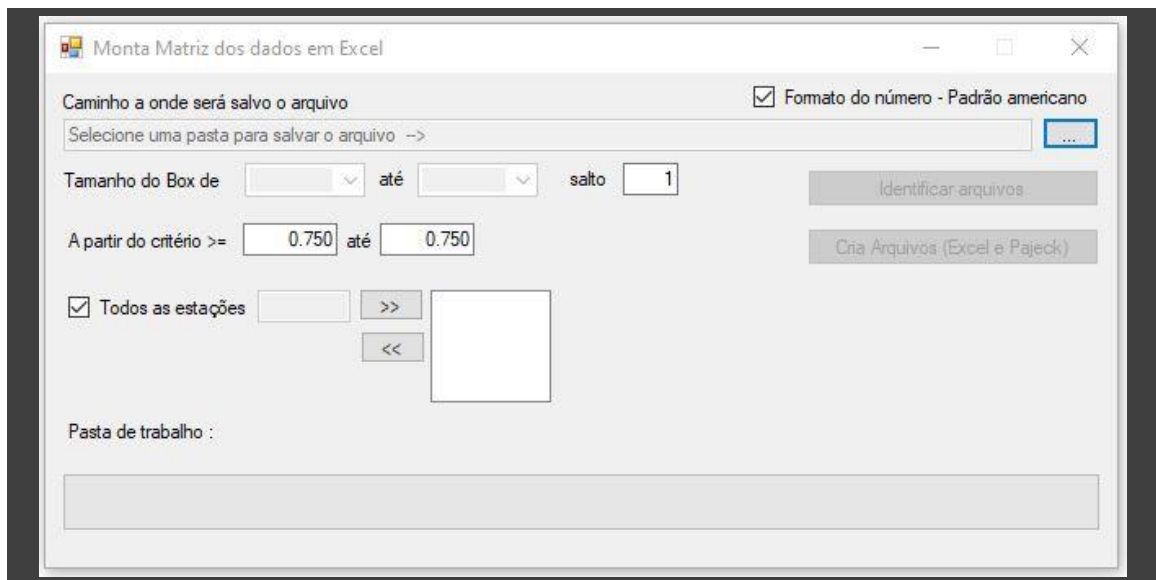 Monta Matriz dos dados em Excel
Caminho a onde será salvo o arquivo
Formato do número - Padrão americano
Selecione uma pasta para salvar o arquivo -->
...
Tamanho do Box de até salto 1
Identificar arquivos
A partir do critério >= 0.750 até 0.750
Cria Arquivos (Excel e Pajeck)
Todos as estações >>
<<
Pasta de trabalho :